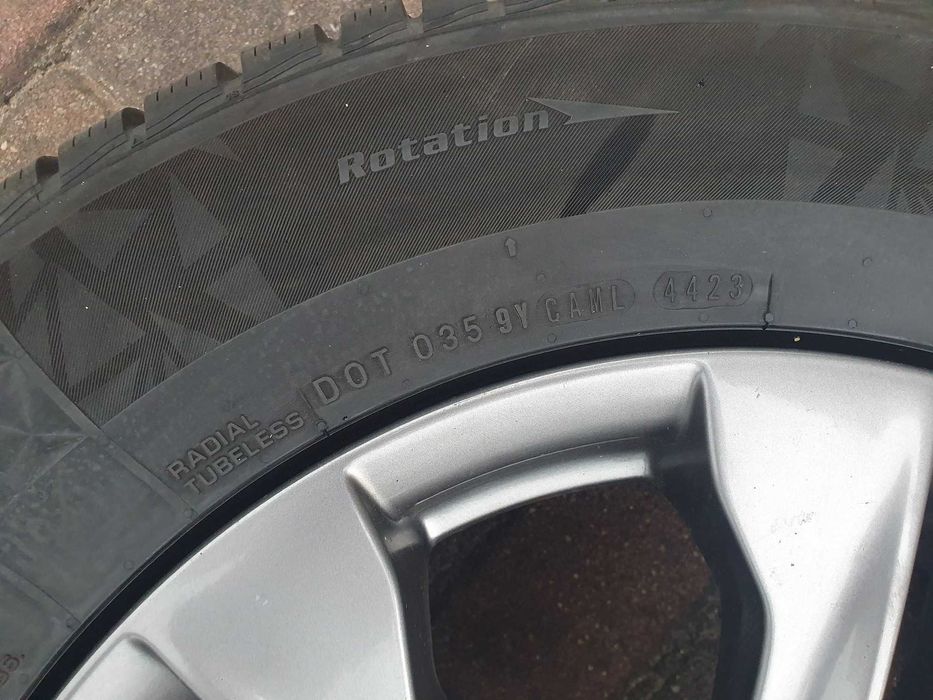 Rotation
DOT 035 9Y CAML 4423
RADIAL
TUBELESS